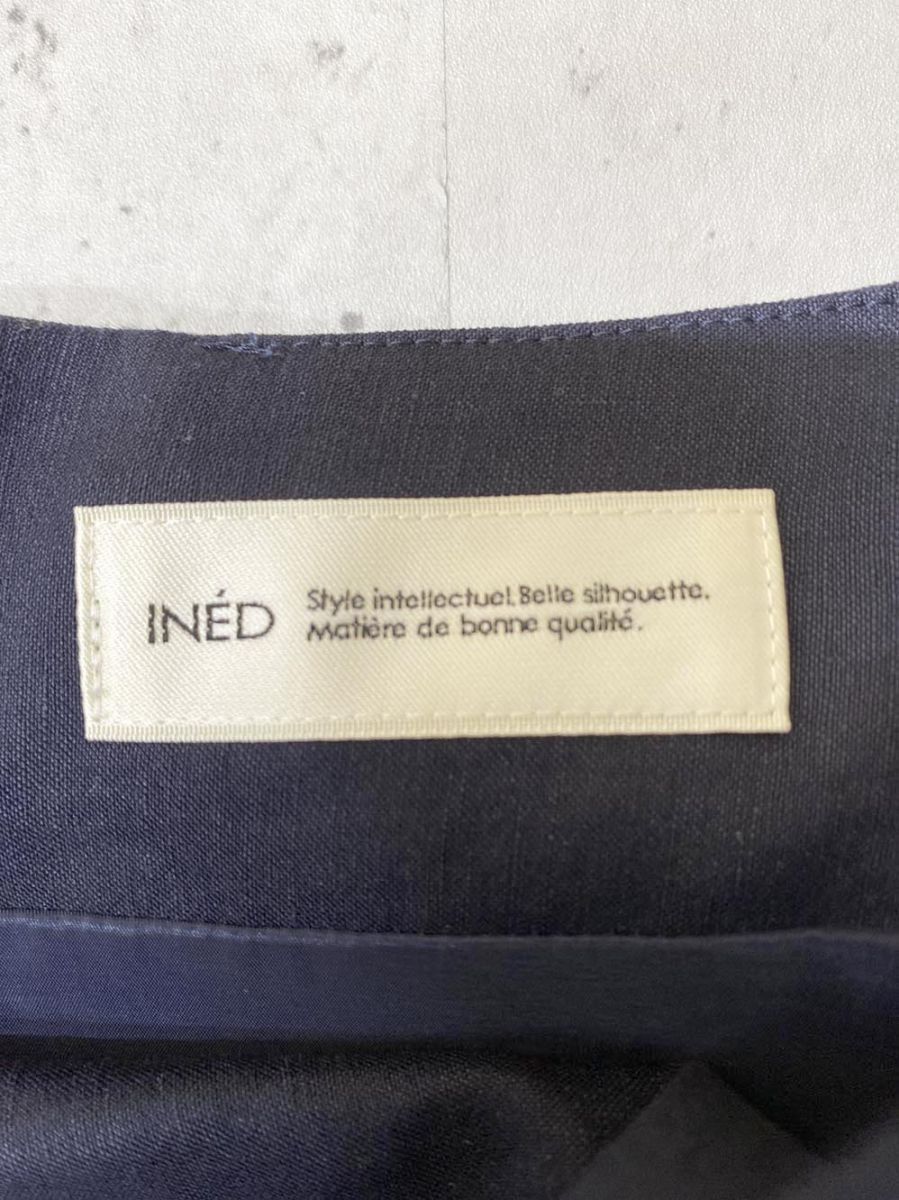 INÉD
Style intellectuel. Belle silhouette.
Matière de bonne qualité.